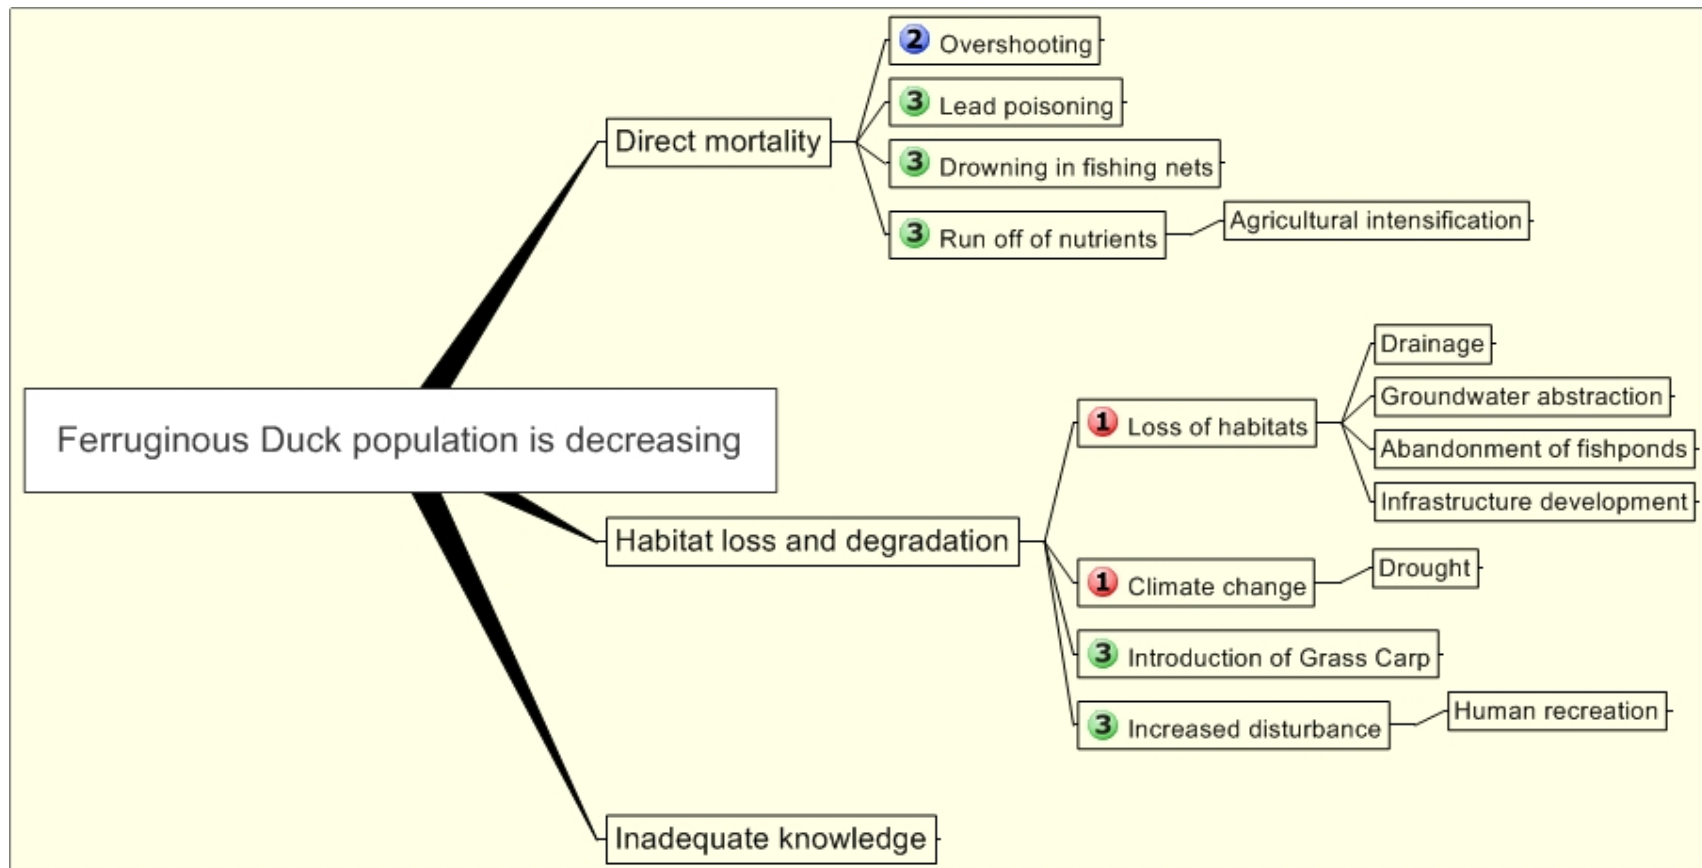 2 Overshooting
3 Lead poisoning
Direct mortality
3 Drowning in fishing nets
3 Run off of nutrients
Agricultural intensification
Ferruginous Duck population is decreasing
Habitat loss and degradation
1 Loss of habitats
Drainage
Groundwater abstraction
Abandonment of fishponds
Infrastructure development
1 Climate change
Drought
3 Introduction of Grass Carp
3 Increased disturbance
Human recreation
Inadequate knowledge